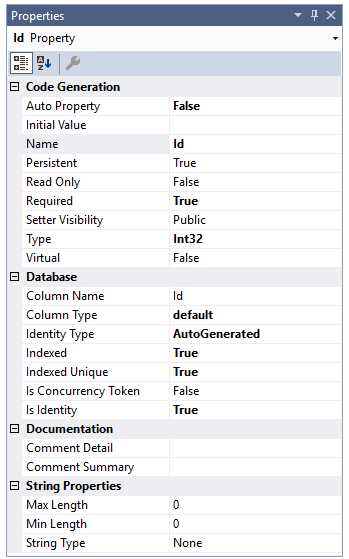 Properties
Id Property
Code Generation
Auto Property False
Initial Value
Name Id
Persistent True
Read Only False
Required True
Setter Visibility Public
Type Int32
Virtual False
Database
Column Name Id
Column Type default
Identity Type AutoGenerated
Indexed True
Indexed Unique True
Is Concurrency Token False
Is Identity True
Documentation
Comment Detail
Comment Summary
String Properties
Max Length 0
Min Length 0
String Type None